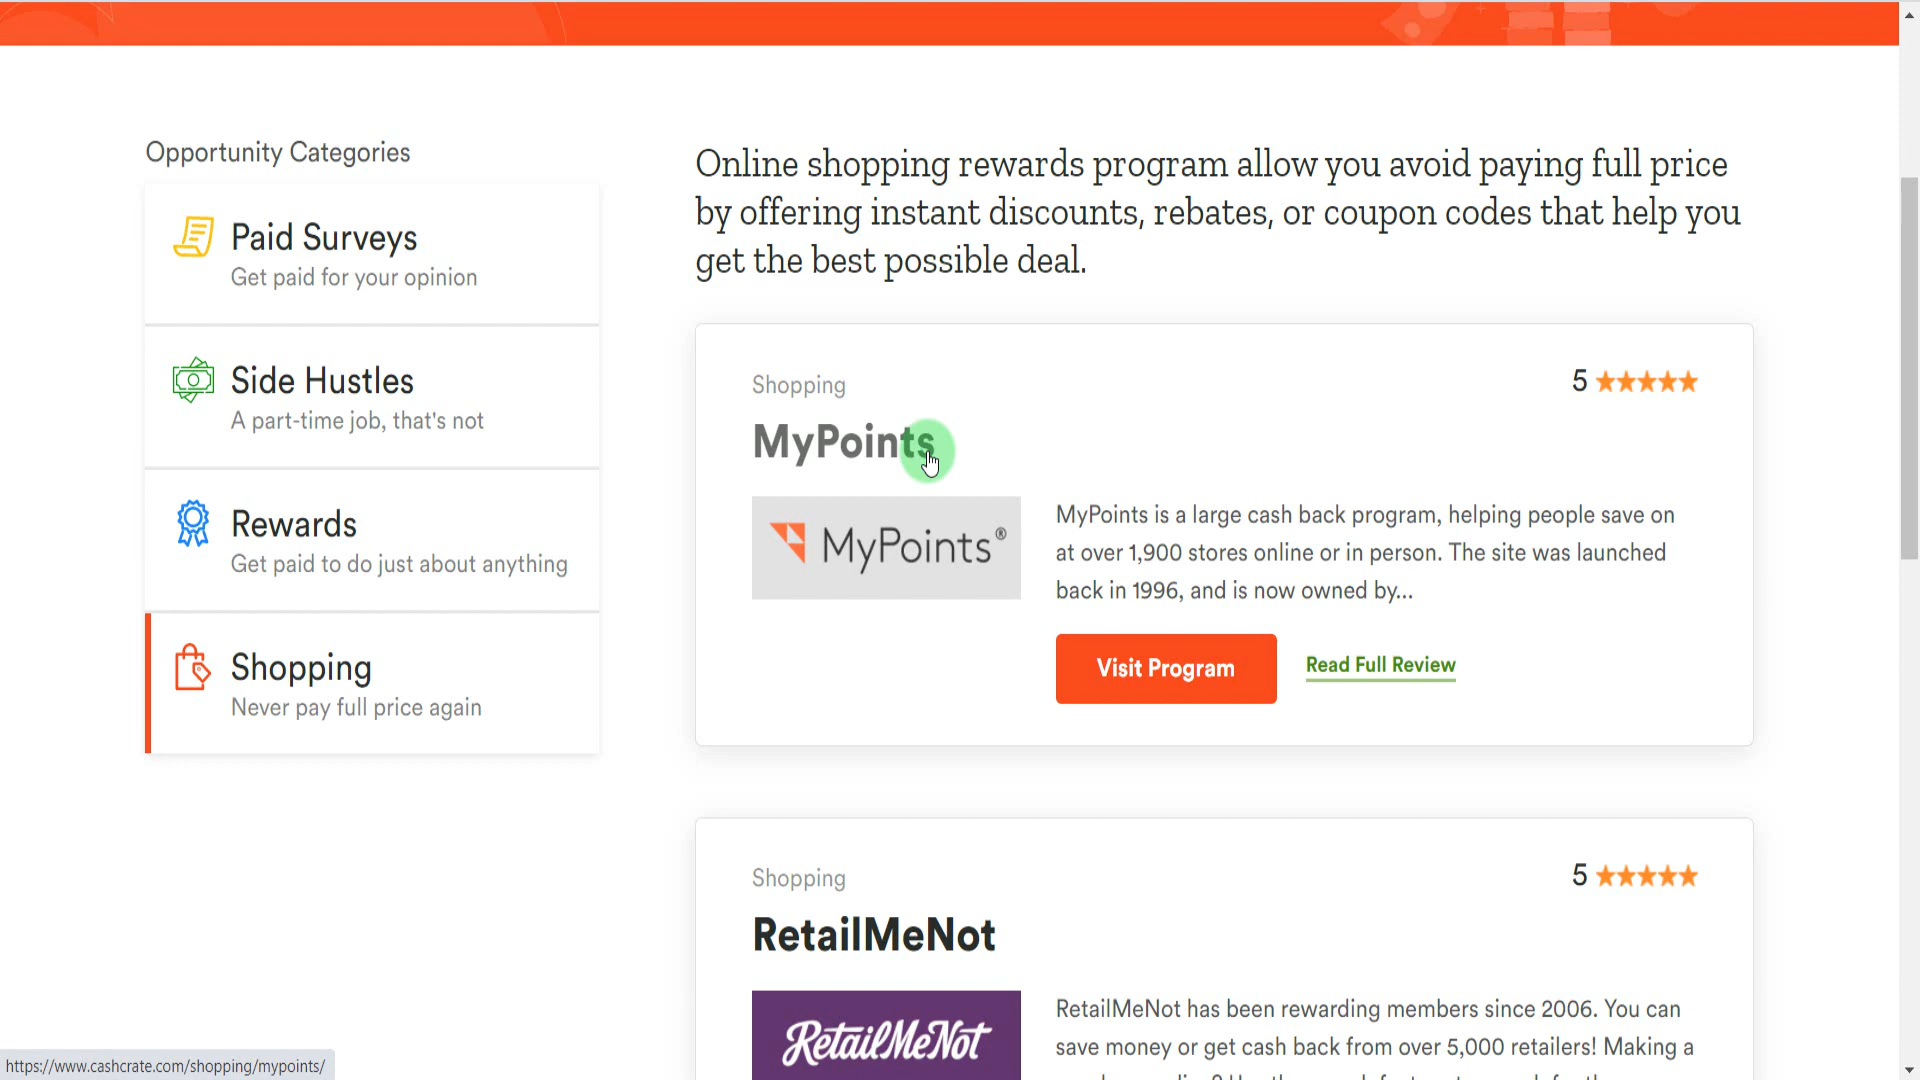 Opportunity Categories
Paid Surveys
Get paid for your opinion
Side Hustles
A part-time job, that's not
Rewards
Get paid to do just about anything
Shopping
Never pay full price again
Online shopping rewards program allow you avoid paying full price
by offering instant discounts, rebates, or coupon codes that help you
get the best possible deal.
Shopping
5
MyPoints
MyPoints®
MyPoints is a large cash back program, helping people save on
at over 1,900 stores online or in person. The site was launched
back in 1996, and is now owned by...
Visit Program
Read Full Review
Shopping
5
RetailMeNot
RetailMeNot
RetailMeNot has been rewarding members since 2006. You can
save money or get cash back from over 5,000 retailers! Making a
https://www.cashcrate.com/shopping/mypoints/